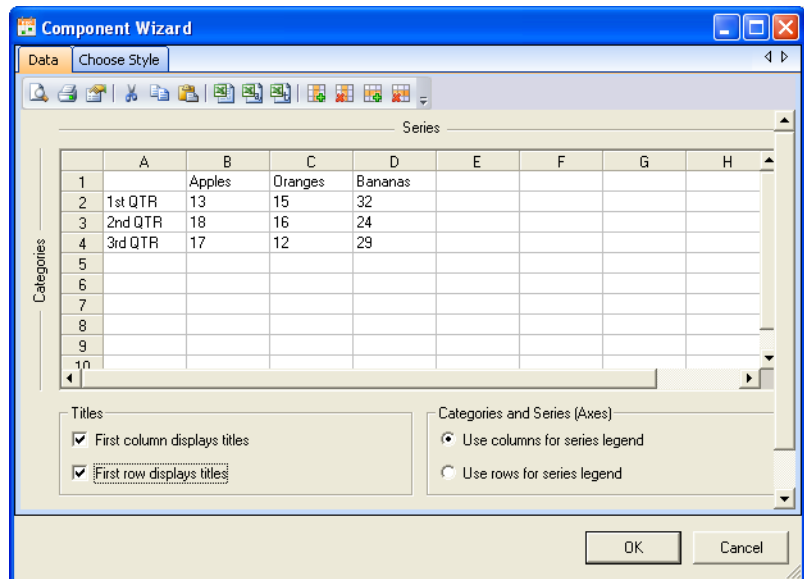 Component Wizard
Data Choose Style
Series
A B C D E F G H
1 Apples Oranges Bananas
2 1st QTR 13 15 32
3 2nd QTR 18 16 24
4 3rd QTR 17 12 29
5
6
7
8
9
10
Categories
Titles
First column displays titles
First row displays titles
Categories and Series (Axes)
Use columns for series legend
Use rows for series legend
OK Cancel